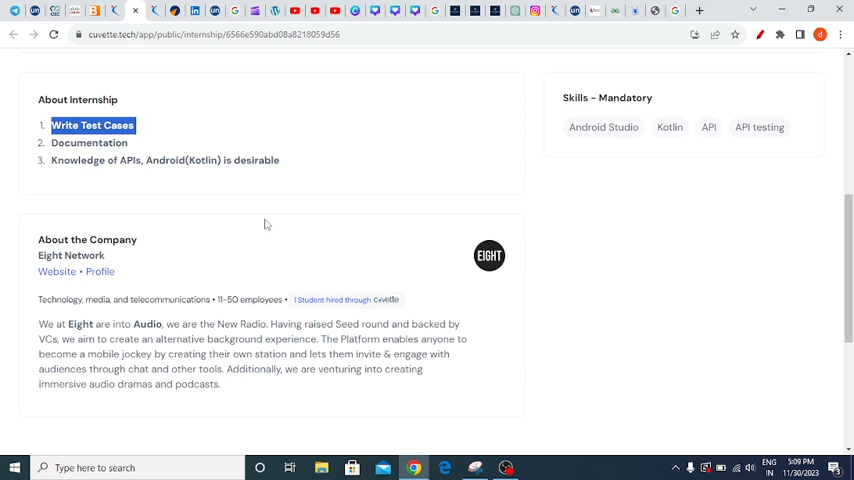 cuvette.tech/app/public/internship/6566e590abd08a8218059d56
About Internship
1. Write Test Cases
2. Documentation
3. Knowledge of APIs, Android(Kotlin) is desirable
Skills - Mandatory
Android Studio Kotlin API API testing
About the Company
Eight Network
Website • Profile
EIGHT
Technology, media, and telecommunications • 11-50 employees • 1 Student hired through cuvette
We at Eight are into Audio, we are the New Radio. Having raised Seed round and backed by
VCs, we aim to create an alternative background experience. The Platform enables anyone to
become a mobile jockey by creating their own station and lets them invite & engage with
audiences through chat and other tools. Additionally, we are venturing into creating
immersive audio dramas and podcasts.
Type here to search
ENG
IN
5:09 PM
11/30/2023
3